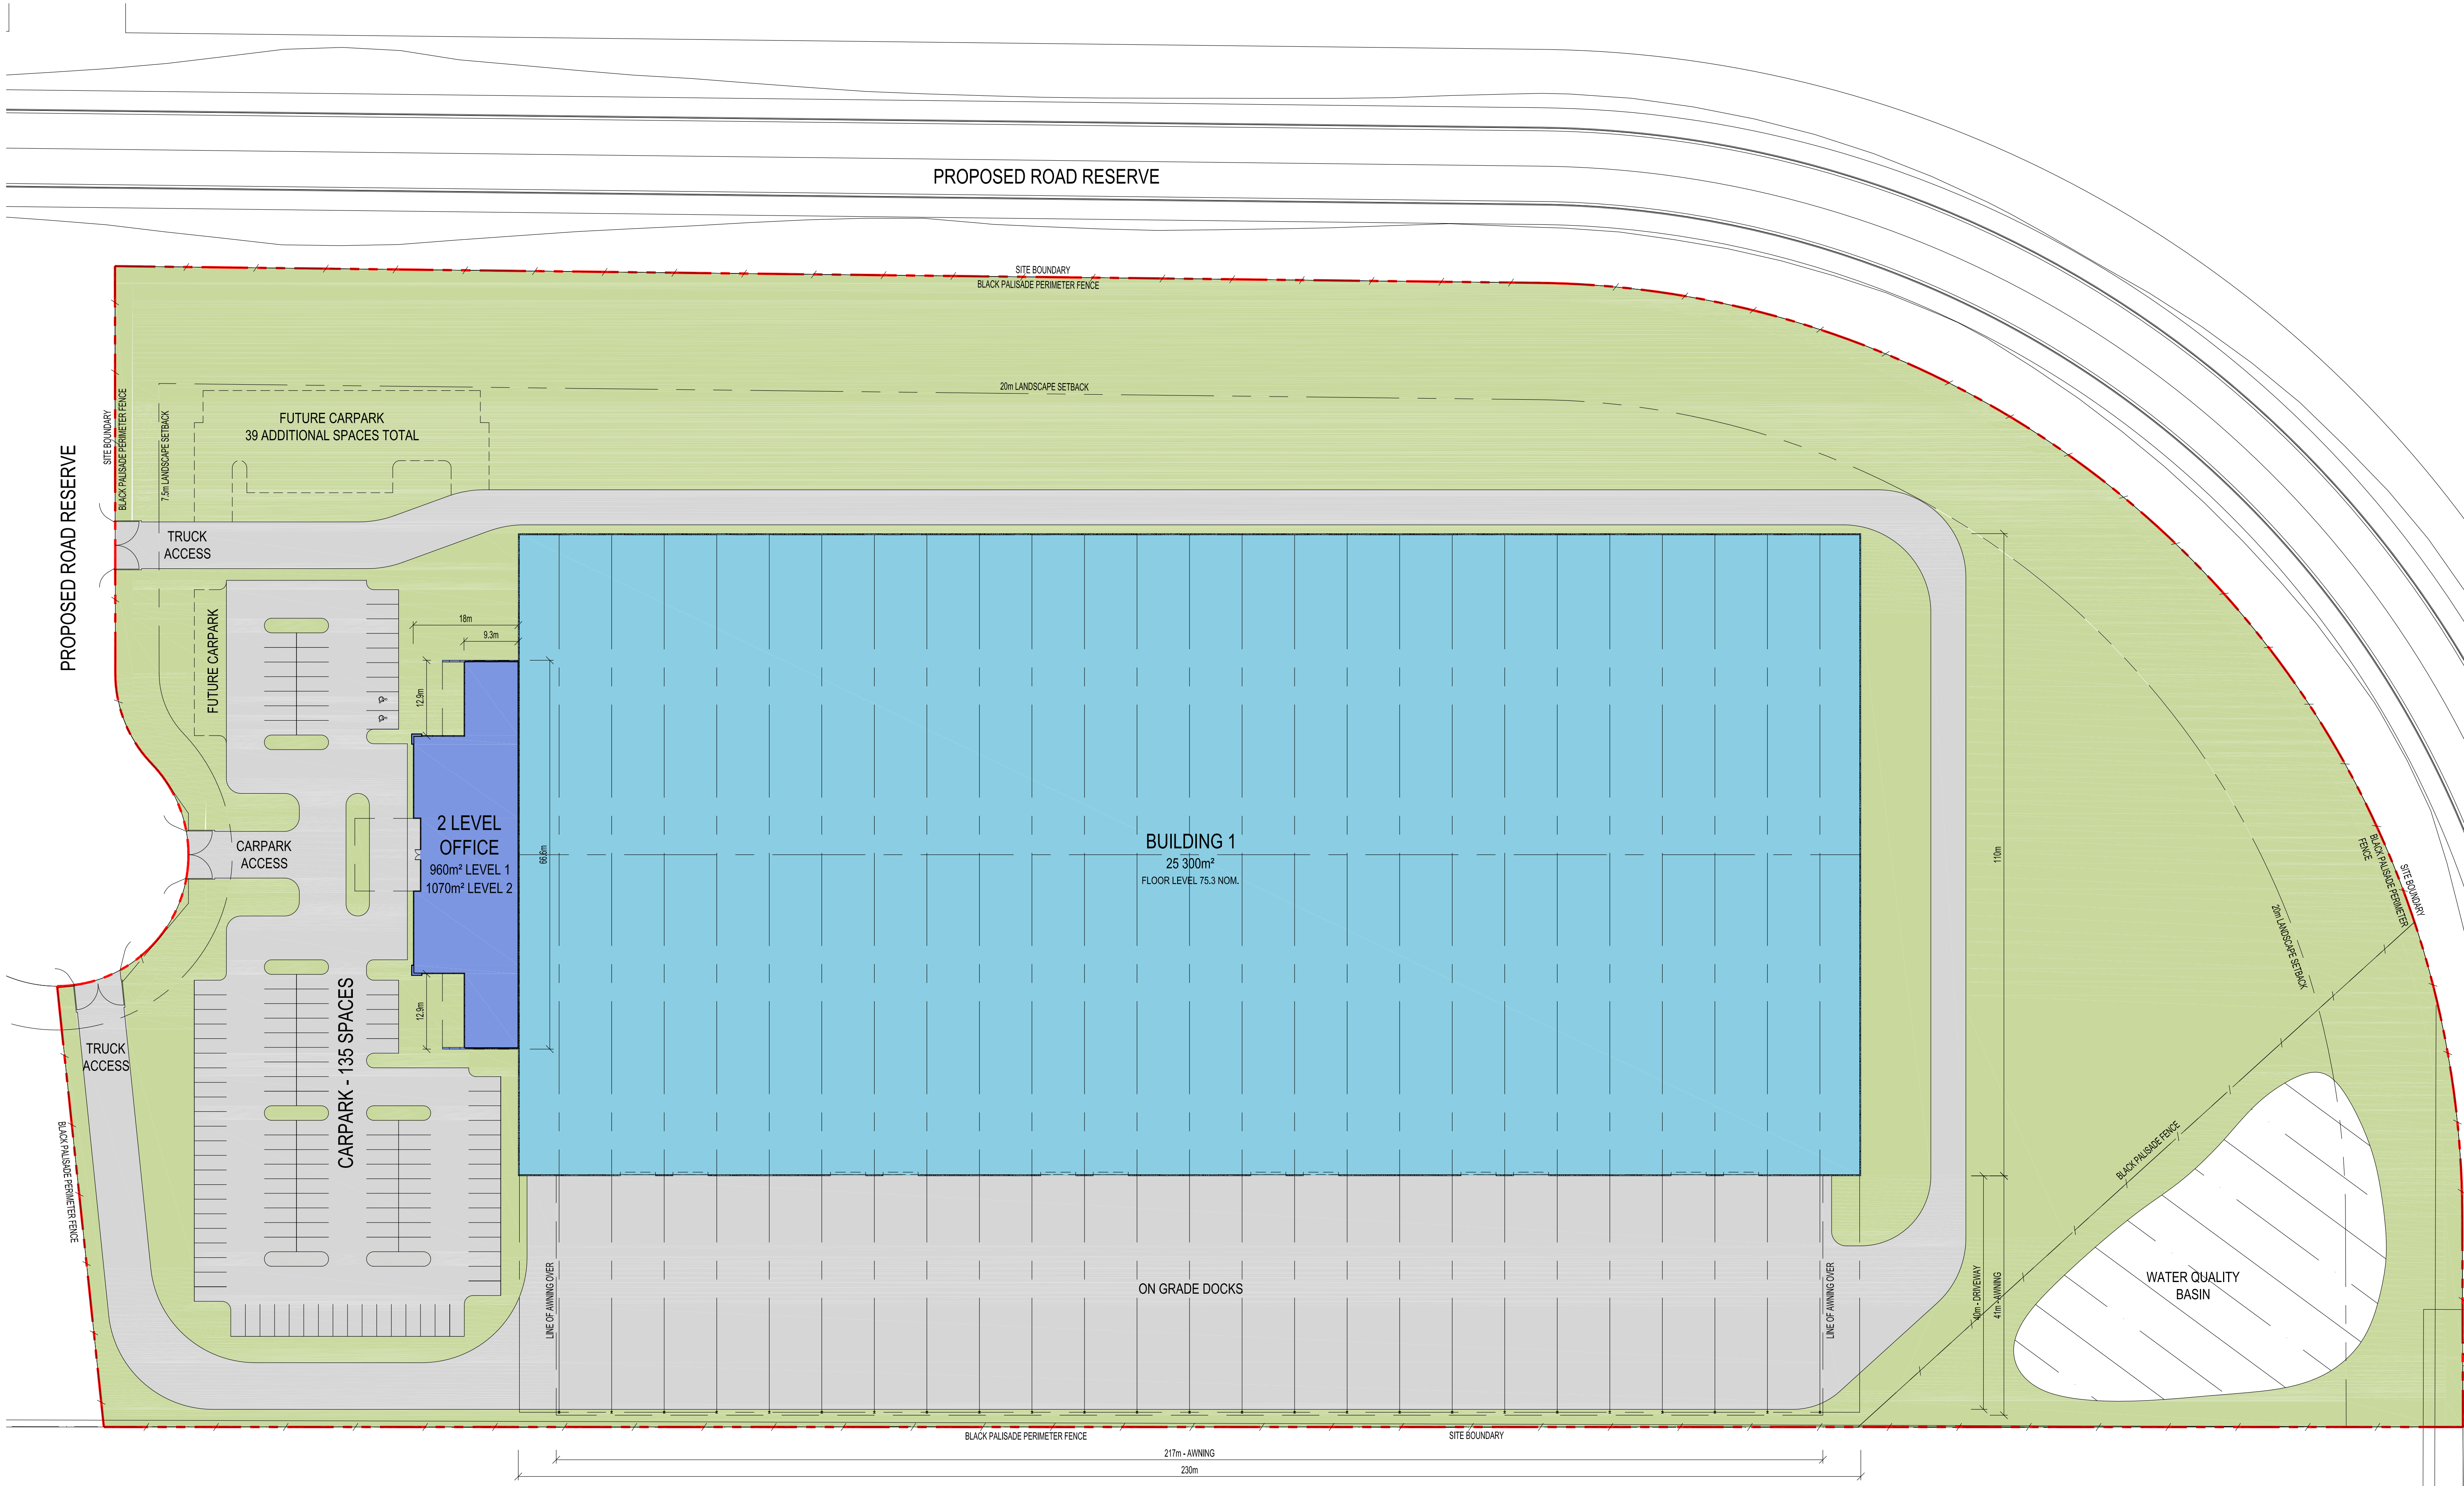 PROPOSED ROAD RESERVE
SITE BOUNDARY
BLACK PALISADE PERIMETER FENCE
20m LANDSCAPE SETBACK
PROPOSED ROAD RESERVE
SITE BOUNDARY
BLACK PALISADE PERIMETER FENCE
7.5m LANDSCAPE SETBACK
FUTURE CARPARK
39 ADDITIONAL SPACES TOTAL
TRUCK
ACCESS
FUTURE CARPARK
18m
9.3m
12.9m
66.6m
2 LEVEL
OFFICE
960m² LEVEL 1
1070m² LEVEL 2
CARPARK
ACCESS
BUILDING 1
25 300m²
FLOOR LEVEL 75.3 NOM.
110m
BLACK PALISADE PERIMETER
FENCE
SITE BOUNDARY
20m LANDSCAPE SETBACK
12.9m
CARPARK - 135 SPACES
TRUCK
ACCESS
BLACK PALISADE PERIMETER FENCE
BLACK PALISADE FENCE
LINE OF AWNING OVER
ON GRADE DOCKS
LINE OF AWNING OVER
40m - DRIVEWAY
41m - AWNING
WATER QUALITY
BASIN
BLACK PALISADE PERIMETER FENCE
SITE BOUNDARY
217m - AWNING
230m